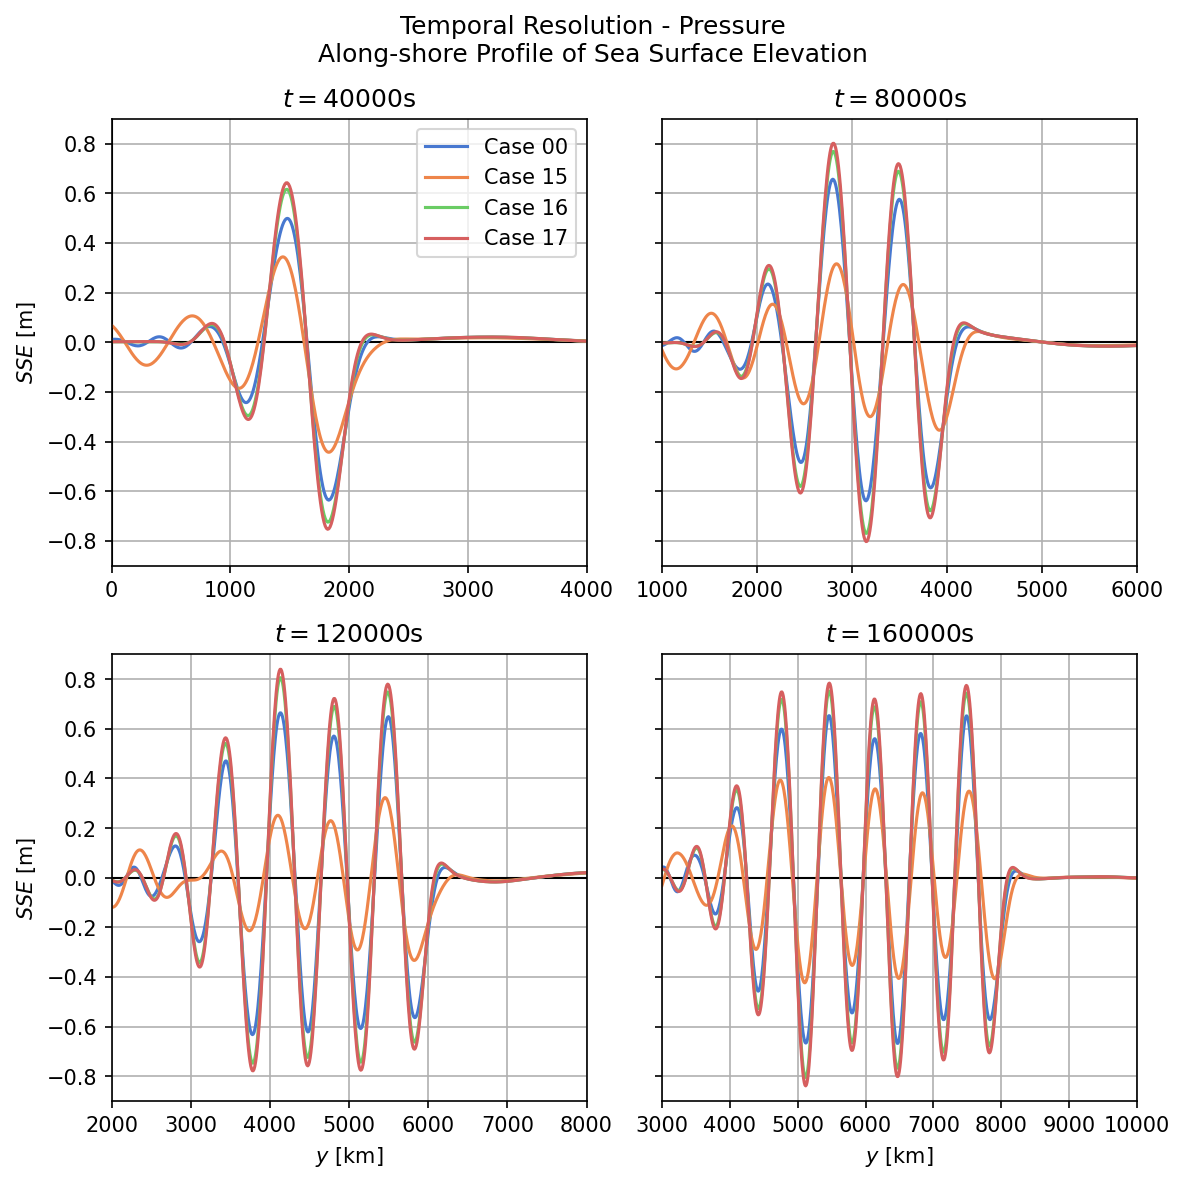 Temporal Resolution - Pressure
Along-shore Profile of Sea Surface Elevation
t = 40000s
t = 80000s
0.8
0.6
0.4
0.2
0.0
−0.2
−0.4
−0.6
−0.8
SSE [m]
Case 00
Case 15
Case 16
Case 17
0 1000 2000 3000 4000
1000 2000 3000 4000 5000 6000
t = 120000s
t = 160000s
0.8
0.6
0.4
0.2
0.0
−0.2
−0.4
−0.6
−0.8
SSE [m]
2000 3000 4000 5000 6000 7000 8000
3000 4000 5000 6000 7000 8000 9000 10000
y [km]
y [km]